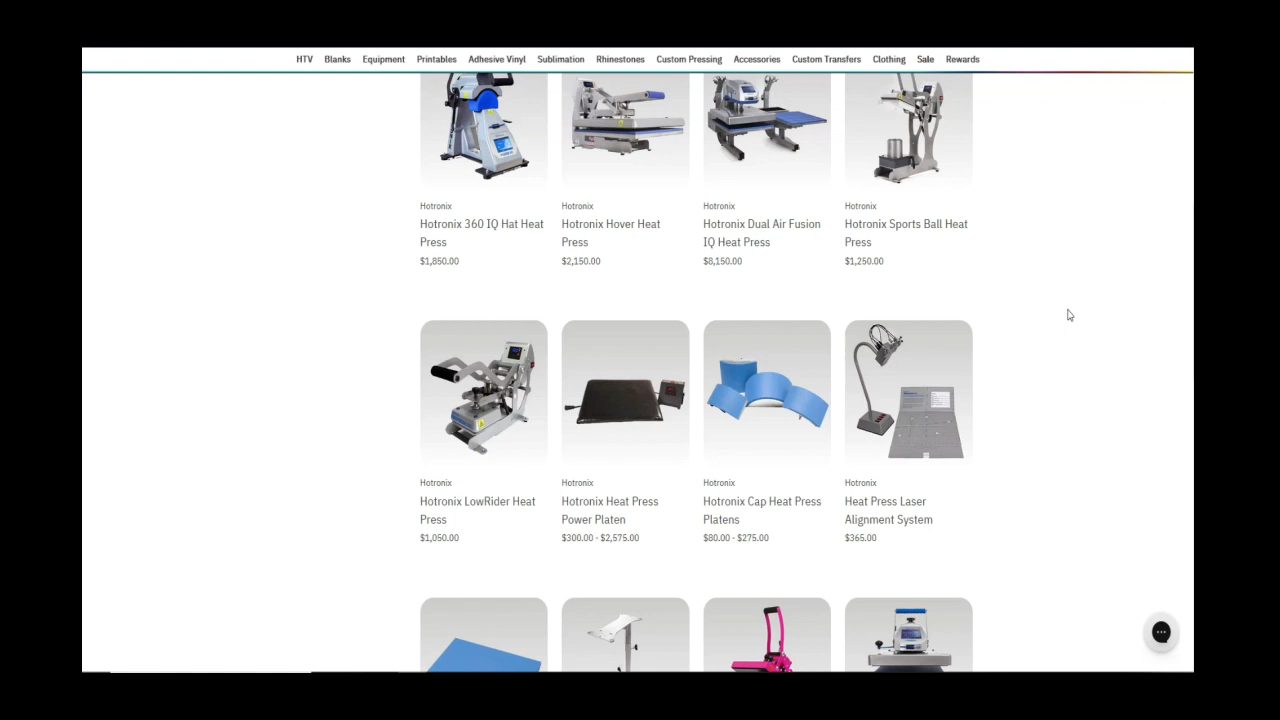 HTV Blanks Equipment Printables Adhesive Vinyl Sublimation Rhinestones Custom Pressing Accessories Custom Transfers Clothing Sale Rewards
Hotronix
Hotronix 360 IQ Hat Heat
Press
$1,850.00
Hotronix
Hotronix Hover Heat
Press
$2,150.00
Hotronix
Hotronix Dual Air Fusion
IQ Heat Press
$8,150.00
Hotronix
Hotronix Sports Ball Heat
Press
$1,250.00
Hotronix
Hotronix LowRider Heat
Press
$1,050.00
Hotronix
Hotronix Heat Press
Power Platen
$300.00 - $2,575.00
Hotronix
Hotronix Cap Heat Press
Platens
$80.00 - $275.00
Hotronix
Heat Press Laser
Alignment System
$365.00